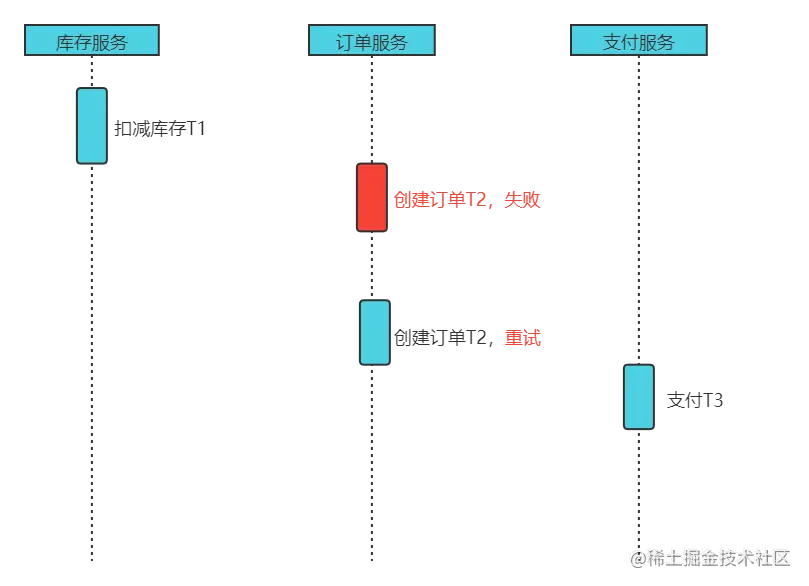 库存服务
订单服务
支付服务
扣减库存T1
创建订单T2，失败
创建订单T2，重试
支付T3
@稀土掘金技术社区